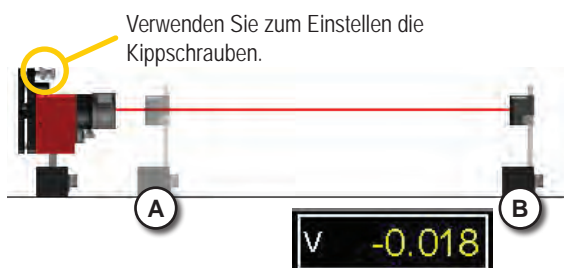 Verwenden Sie zum Einstellen die
Kippschrauben.
A
B
V -0.018